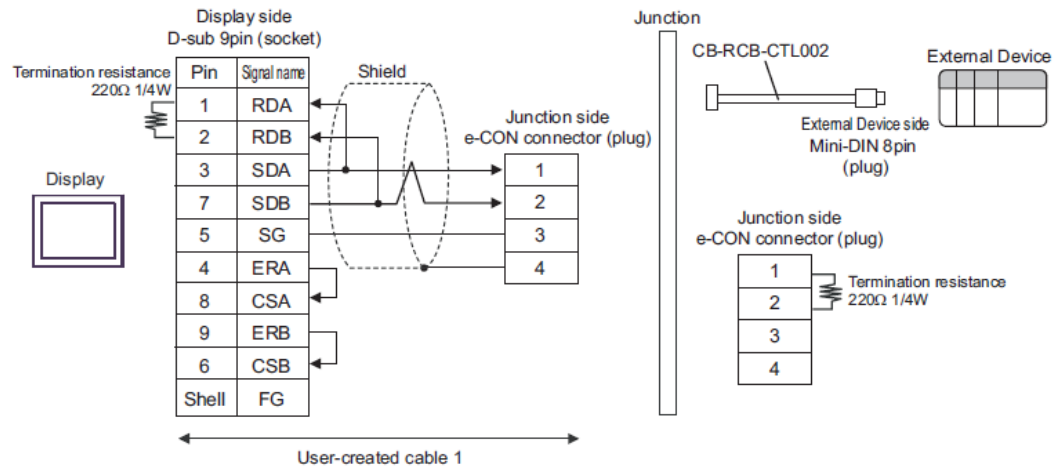 Display side
D-sub 9pin (socket)
Termination resistance
220Ω 1/4W
Pin Signal name
1 RDA
2 RDB
3 SDA
7 SDB
5 SG
4 ERA
8 CSA
9 ERB
6 CSB
Shell FG
Display
Shield
Junction side
e-CON connector (plug)
1
2
3
4
User-created cable 1
Junction
CB-RCB-CTL002
External Device
External Device side
Mini-DIN 8pin
(plug)
Junction side
e-CON connector (plug)
1
2
3
4
Termination resistance
220Ω 1/4W